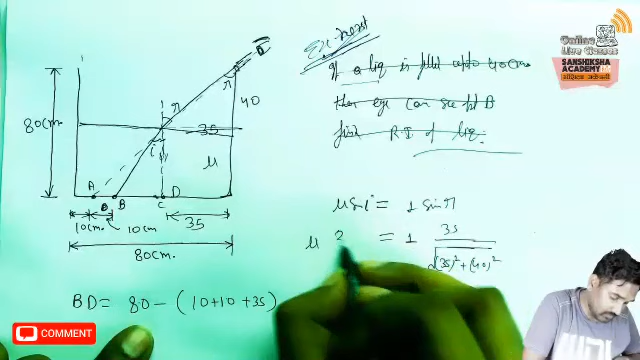 Online
Live Classes
SANSHIKSHA
ACADEMY
If a liq is filled upto 40cm
then eye can see pt B
find R.I of liq.
E
r
r
40
80cm.
35
i
μ
A
B
C
D
10cm
10cm
35
80cm.
μ sin i = 1 sin r
μ 3 = 1 35
√(35)² + (40)²
BD = 80 - (10+10+35)
COMMENT